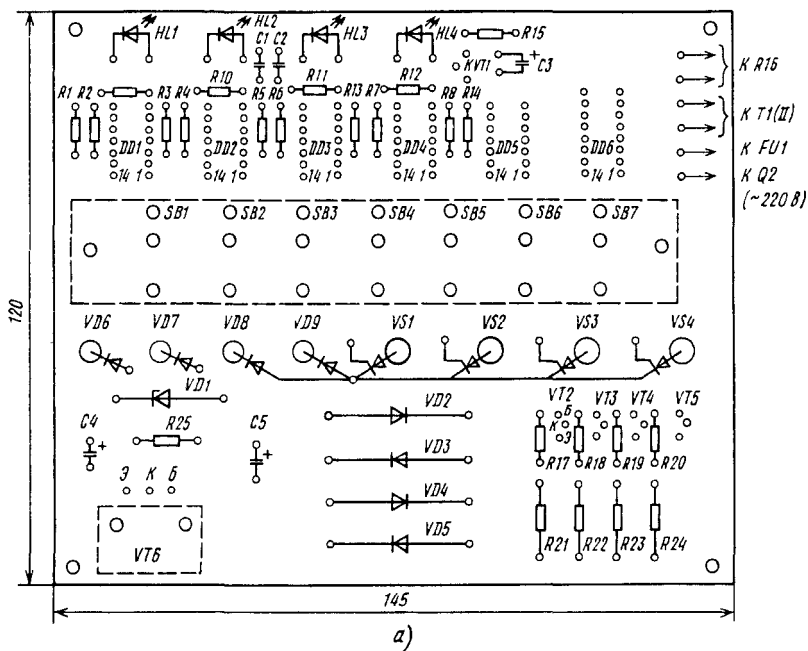 HL1 HL2 HL3 HL4 R15
C1 C2 KVT1 C3
К R16
R1 R2 R3 R4 R10 R5 R6 R11 R13 R7 R12 R8 R14
К T1(II)
DD1 DD2 DD3 DD4 DD5 DD6
К FU1
14 1 14 1 14 1 14 1 14 1 14 1
К Q2
(~220 В)
SB1 SB2 SB3 SB4 SB5 SB6 SB7
120
VD6 VD7 VD8 VD9 VS1 VS2 VS3 VS4
VD1
VD2
VT2 VT3 VT4 VT5
Б
К
Э
C4 R25 C5
VD3
R17 R18 R19 R20
Э К Б
VD4
VT6
VD5
R21 R22 R23 R24
145
а)